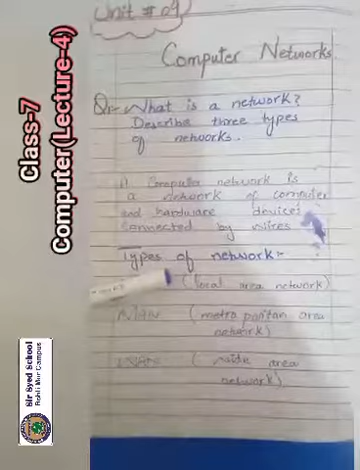 Unit # 04
Computer Networks.
Q:- What is a network?
Describe three types
of networks.
A Computer network is
a network of computer
and hardware devices
connected by wires
Types of network:-
(local area network)
MAN (metropolitan area
network)
WAN (wide area
network)
Class-7
Computer(Lecture-4)
Sir Syed School